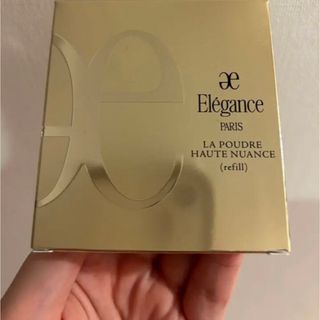 æ
Elégance
PARIS
LA POUDRE
HAUTE NUANCE
(refill)